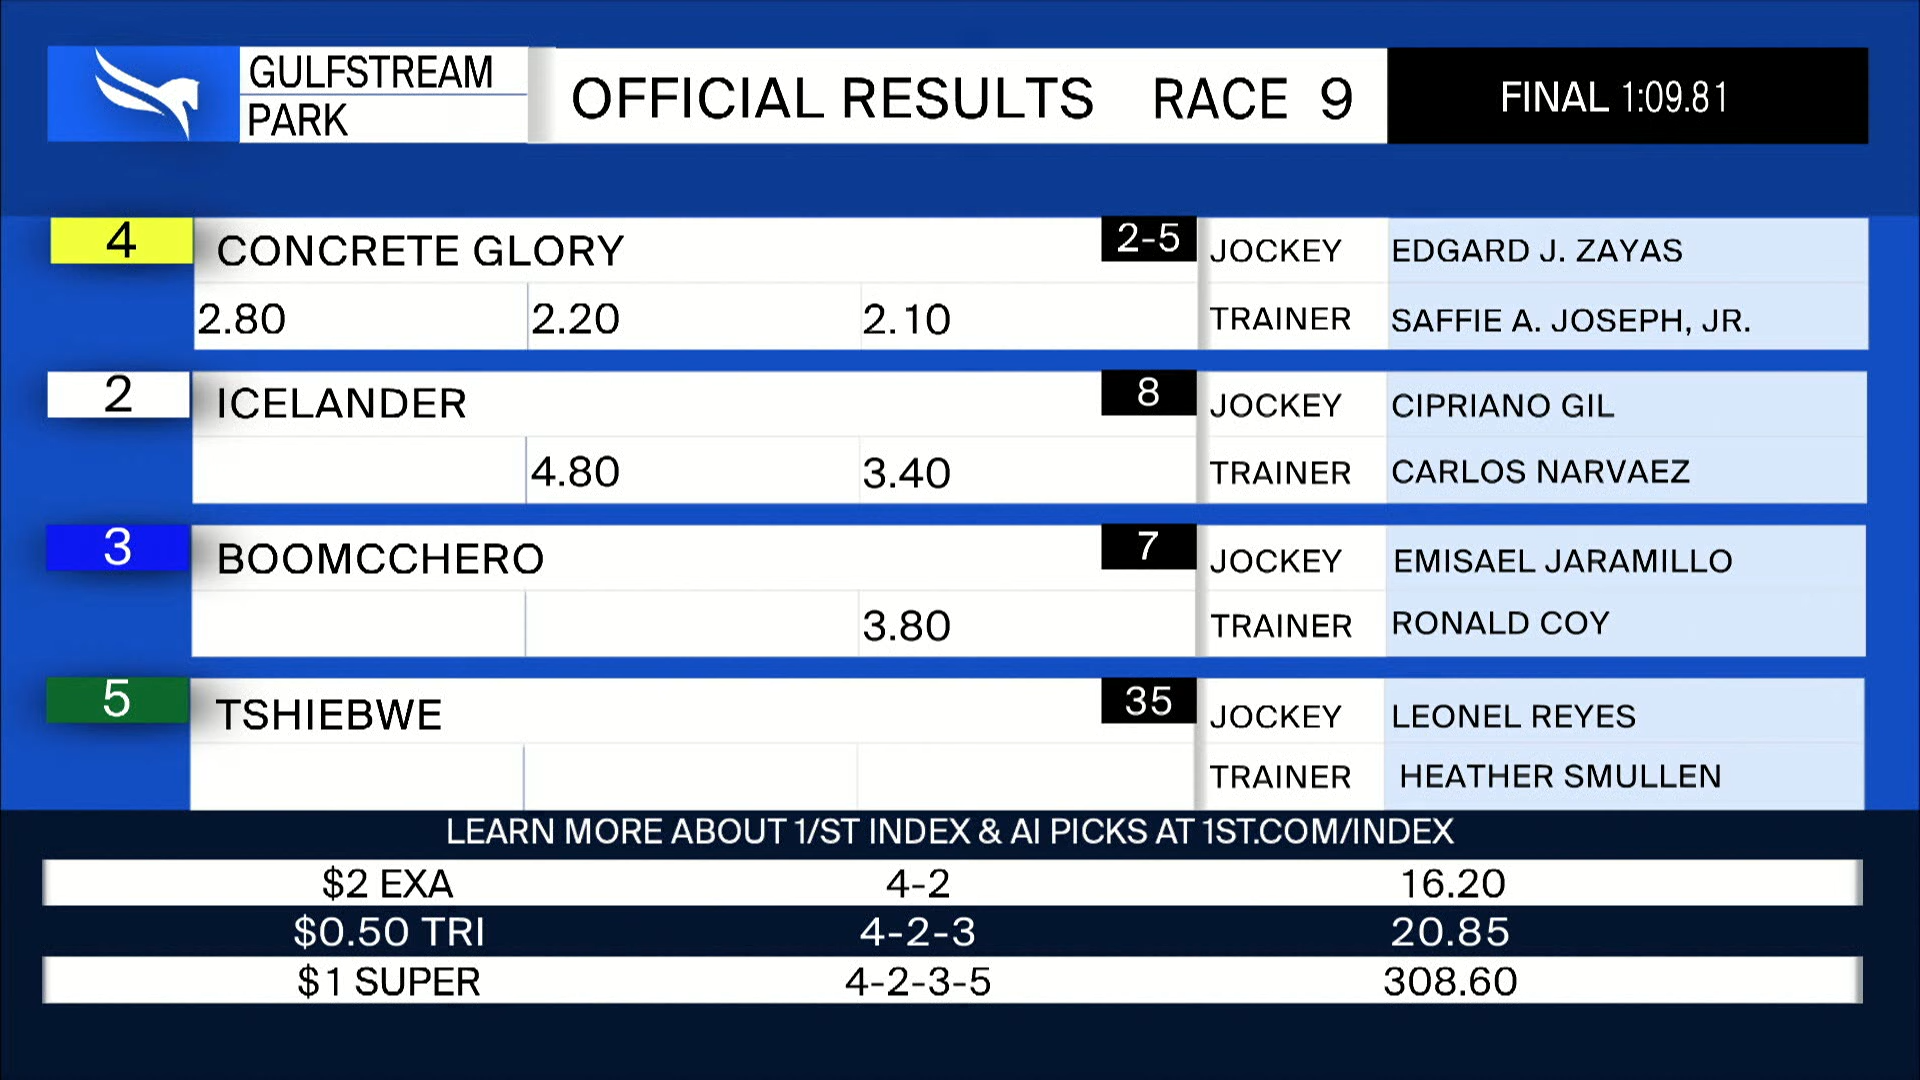 GULFSTREAM
PARK
OFFICIAL RESULTS RACE 9
FINAL 1:09.81
4 CONCRETE GLORY 2-5 JOCKEY EDGARD J. ZAYAS
2.80 2.20 2.10 TRAINER SAFFIE A. JOSEPH, JR.
2 ICELANDER 8 JOCKEY CIPRIANO GIL
4.80 3.40 TRAINER CARLOS NARVAEZ
3 BOOMCCHERO 7 JOCKEY EMISAEL JARAMILLO
3.80 TRAINER RONALD COY
5 TSHIEBWE 35 JOCKEY LEONEL REYES
TRAINER HEATHER SMULLEN
LEARN MORE ABOUT 1/ST INDEX & AI PICKS AT 1ST.COM/INDEX
$2 EXA 4-2 16.20
$0.50 TRI 4-2-3 20.85
$1 SUPER 4-2-3-5 308.60